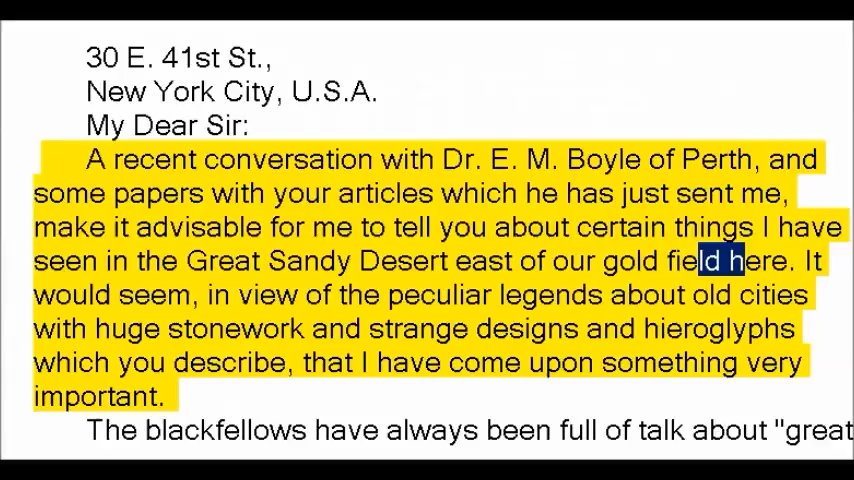 30 E. 41st St.,
New York City, U.S.A.
My Dear Sir:
A recent conversation with Dr. E. M. Boyle of Perth, and
some papers with your articles which he has just sent me,
make it advisable for me to tell you about certain things I have
seen in the Great Sandy Desert east of our gold field here. It
would seem, in view of the peculiar legends about old cities
with huge stonework and strange designs and hieroglyphs
which you describe, that I have come upon something very
important.
The blackfellows have always been full of talk about "great